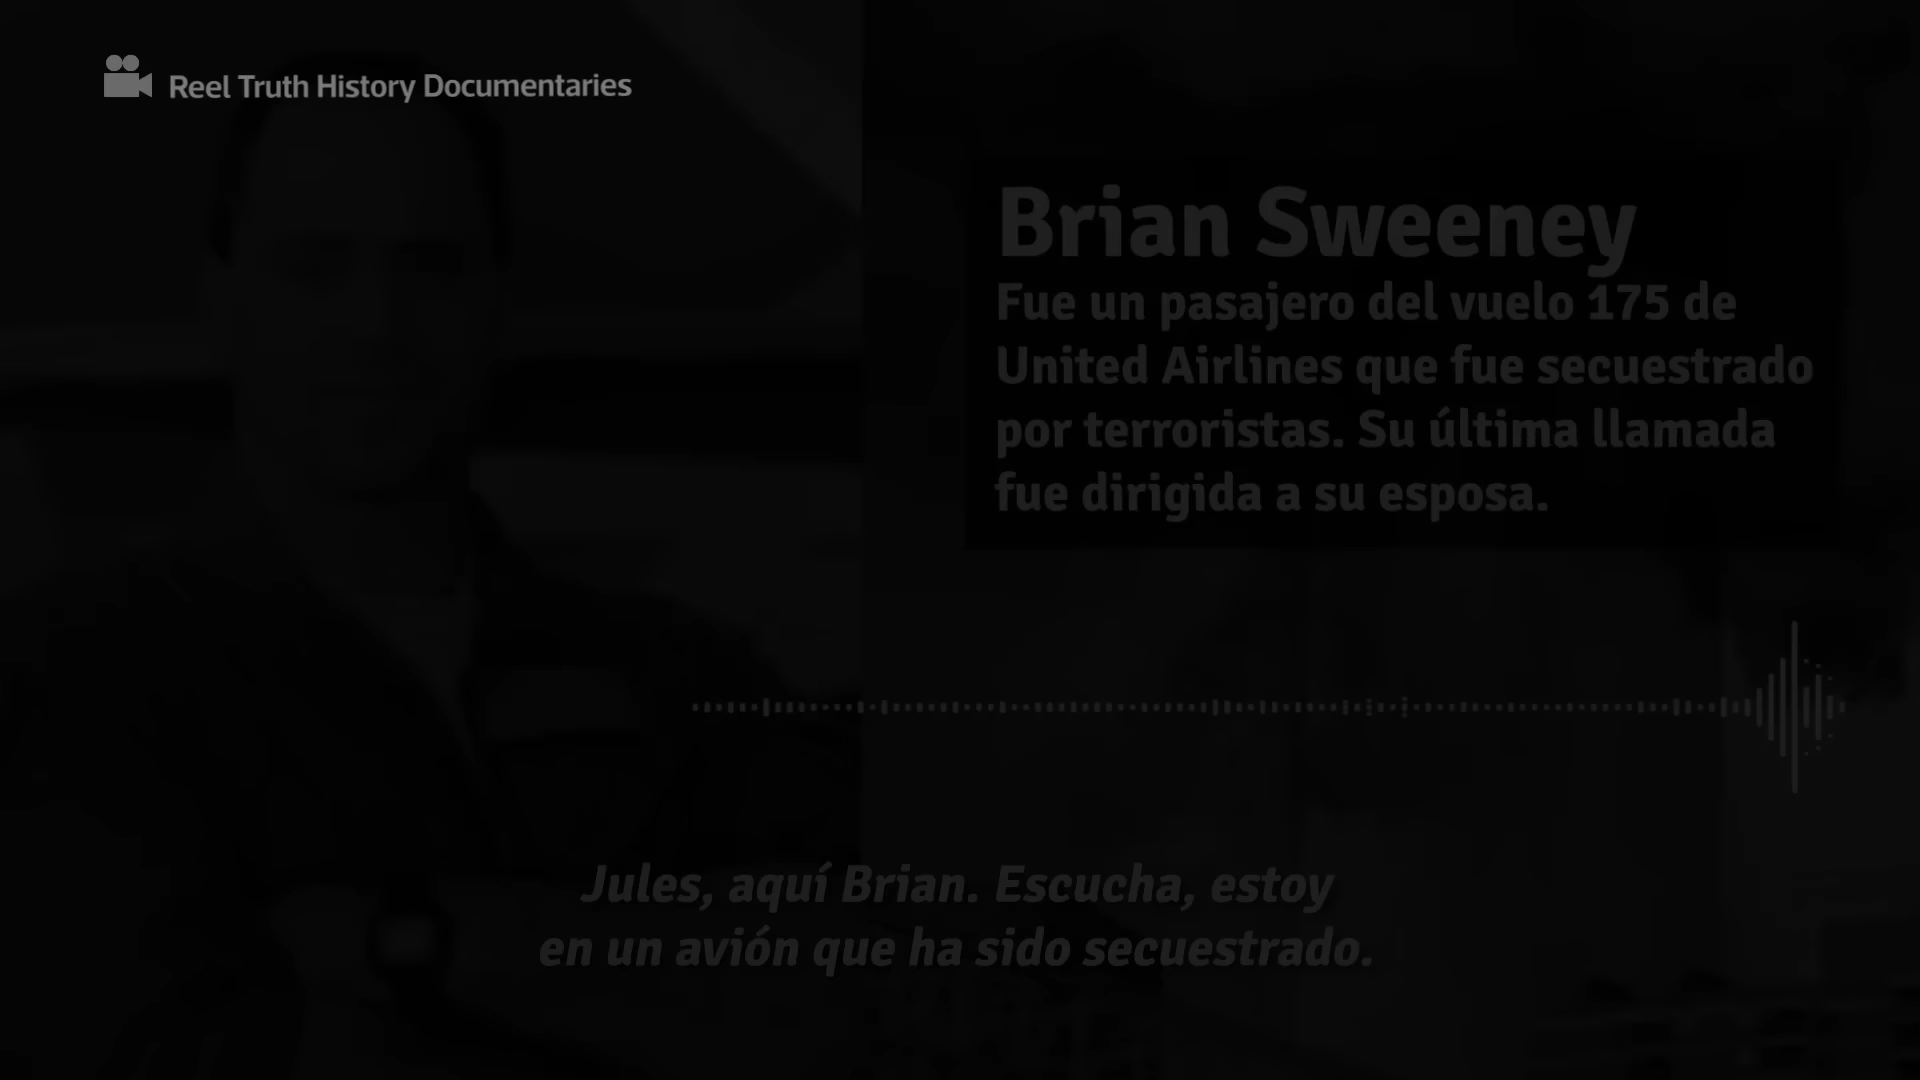 Reel Truth History Documentaries
Brian Sweeney
Fue un pasajero del vuelo 175 de
United Airlines que fue secuestrado
por terroristas. Su última llamada
fue dirigida a su esposa.
Jules, aquí Brian. Escucha, estoy
en un avión que ha sido secuestrado.